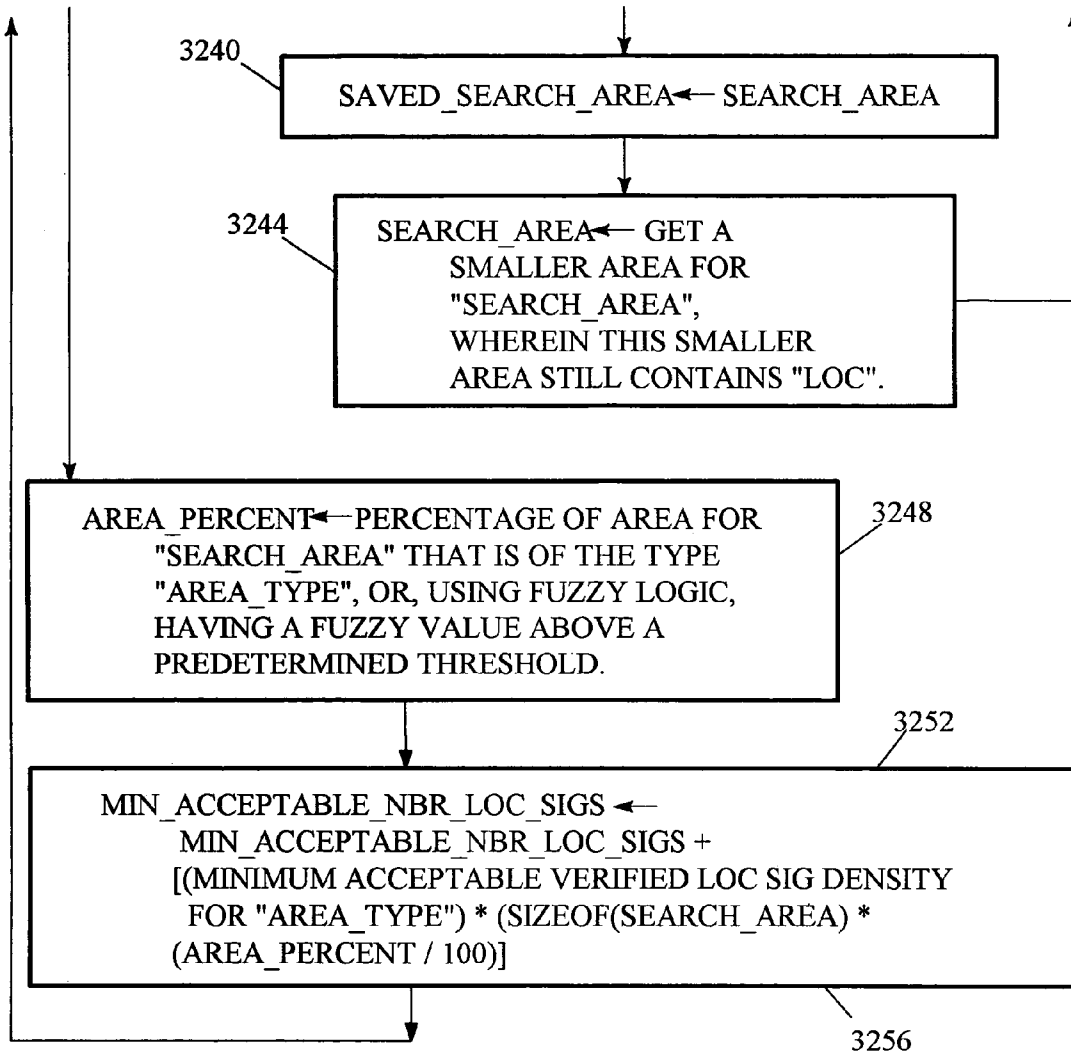 3240
SAVED_SEARCH_AREA ← SEARCH_AREA
3244
SEARCH_AREA ← GET A
SMALLER AREA FOR
"SEARCH_AREA",
WHEREIN THIS SMALLER
AREA STILL CONTAINS "LOC".
AREA_PERCENT ← PERCENTAGE OF AREA FOR
"SEARCH_AREA" THAT IS OF THE TYPE
"AREA_TYPE", OR, USING FUZZY LOGIC,
HAVING A FUZZY VALUE ABOVE A
PREDETERMINED THRESHOLD.
3248
3252
MIN_ACCEPTABLE_NBR_LOC_SIGS ←
MIN_ACCEPTABLE_NBR_LOC_SIGS +
[(MINIMUM ACCEPTABLE VERIFIED LOC SIG DENSITY
FOR "AREA_TYPE") * (SIZEOF(SEARCH_AREA) *
(AREA_PERCENT / 100)]
3256